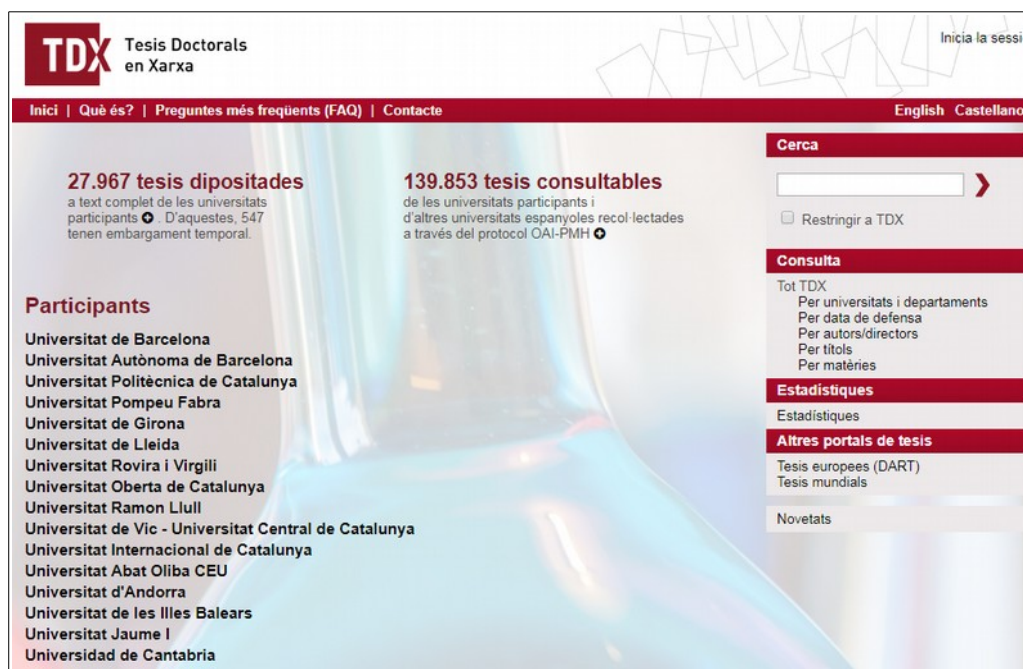 TDX Tesis Doctorals
en Xarxa
Inicia la sessi
Inici | Què és? | Preguntes més freqüents (FAQ) | Contacte
English Castellano
27.967 tesis dipositades
a text complet de les universitats
participants . D'aquestes, 547
tenen embargament temporal.
139.853 tesis consultables
de les universitats participants i
d'altres universitats espanyoles recol·lectades
a través del protocol OAI-PMH
Participants
Universitat de Barcelona
Universitat Autònoma de Barcelona
Universitat Politècnica de Catalunya
Universitat Pompeu Fabra
Universitat de Girona
Universitat de Lleida
Universitat Rovira i Virgili
Universitat Oberta de Catalunya
Universitat Ramon Llull
Universitat de Vic - Universitat Central de Catalunya
Universitat Internacional de Catalunya
Universitat Abat Oliba CEU
Universitat d'Andorra
Universitat de les Illes Balears
Universitat Jaume I
Universidad de Cantabria
Cerca
Restringir a TDX
Consulta
Tot TDX
Per universitats i departaments
Per data de defensa
Per autors/directors
Per títols
Per matèries
Estadístiques
Estadístiques
Altres portals de tesis
Tesis europees (DART)
Tesis mundials
Novetats